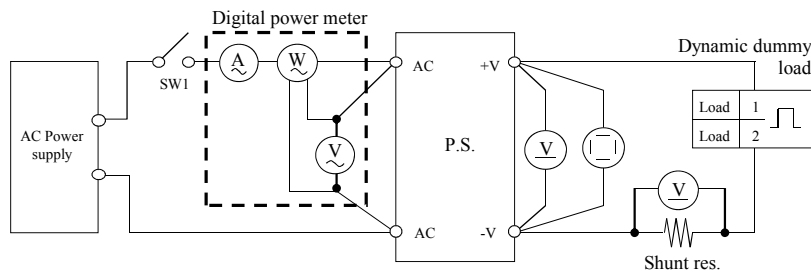 Digital power meter
Dynamic dummy
load
A
W
SW1
AC
+V
Load 1
Load 2
AC Power
supply
V
P.S.
V
V
AC
-V
Shunt res.